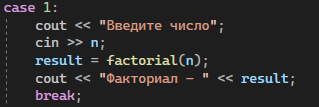 case 1:
cout << "Введите число";
cin >> n;
result = factorial(n);
cout << "Факториал – " << result;
break;